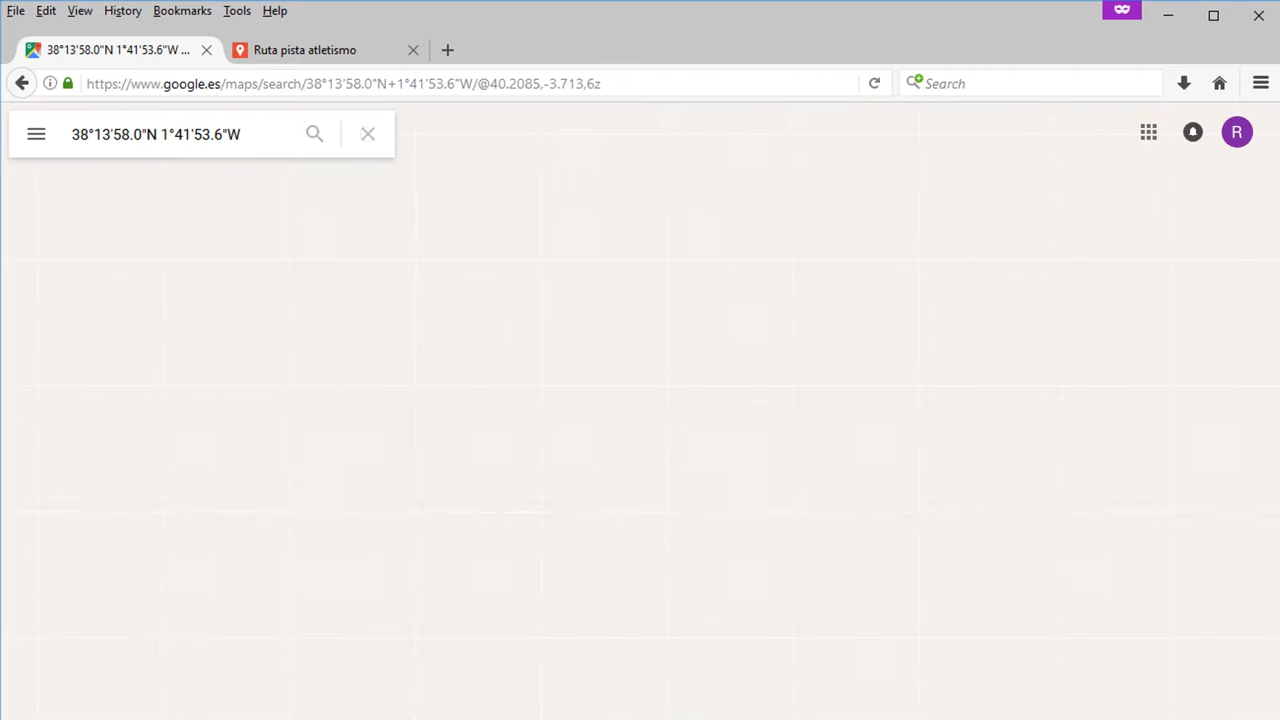 File Edit View History Bookmarks Tools Help
38°13'58.0"N 1°41'53.6"W ... Ruta pista atletismo
https://www.google.es/maps/search/38°13'58.0"N+1°41'53.6"W/@40.2085,-3.713,6z Search
38°13'58.0"N 1°41'53.6"W R